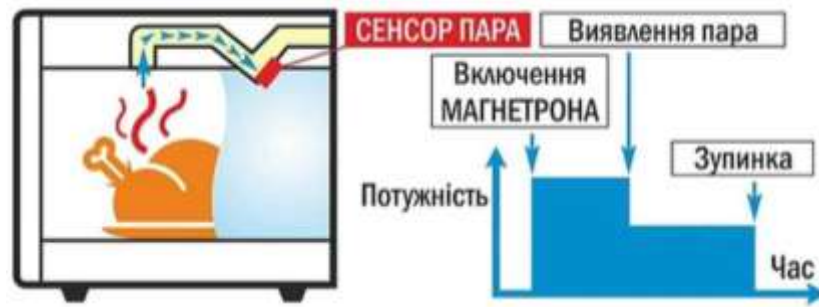 СЕНСОР ПАРА
Виявлення пара
Включення
МАГНЕТРОНА
Зупинка
Потужність
Час